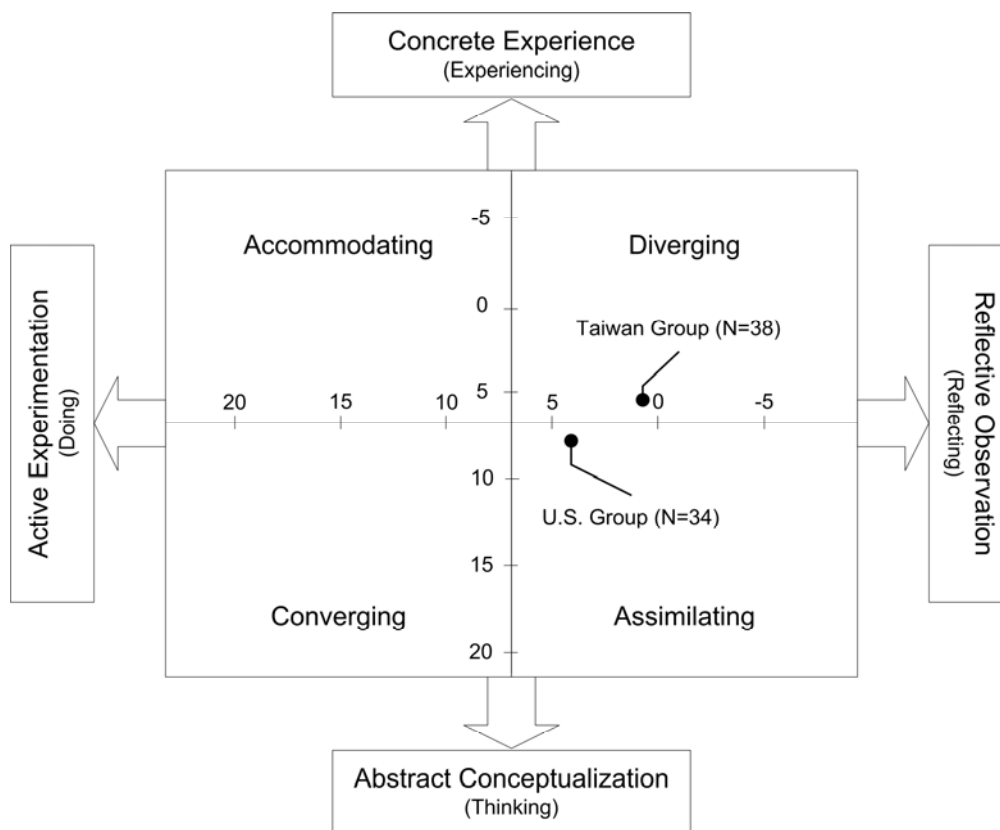 Concrete Experience
(Experiencing)
-5
Accommodating
Diverging
0
Taiwan Group (N=38)
Active Experimentation
(Doing)
Reflective Observation
(Reflecting)
20 15 10 5 5 0 -5
10
U.S. Group (N=34)
15
Converging
Assimilating
20
Abstract Conceptualization
(Thinking)